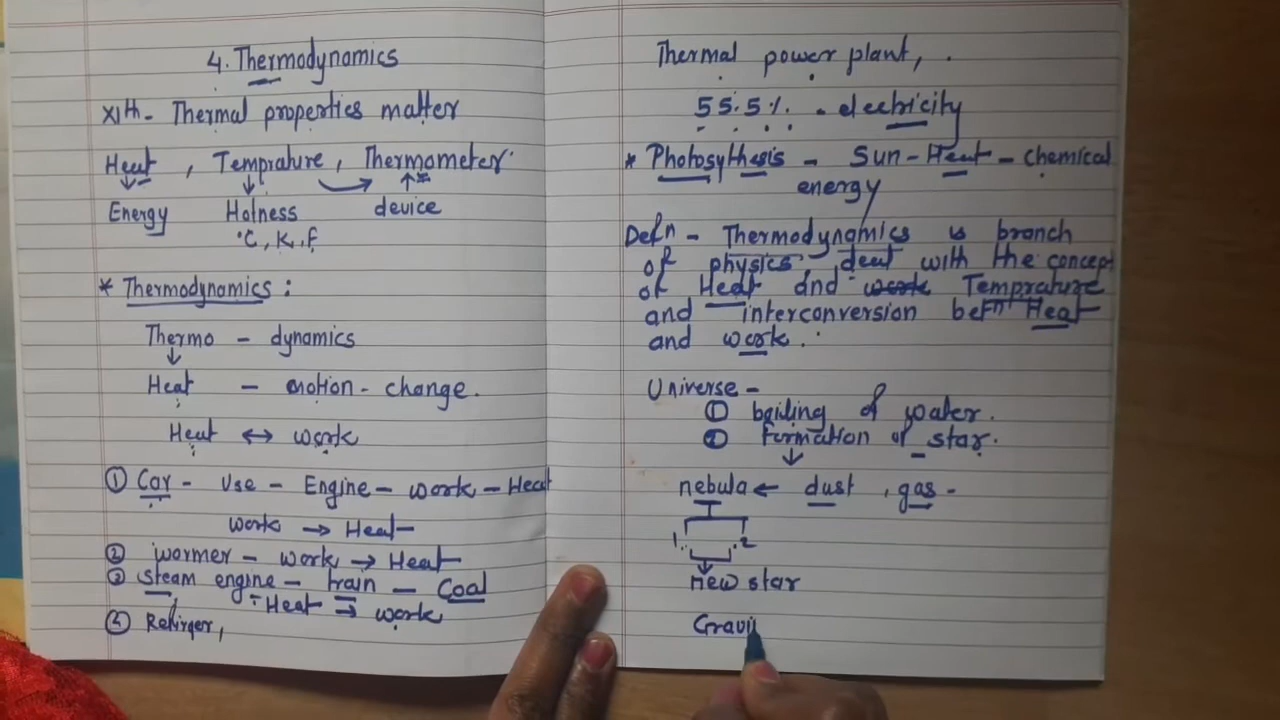 4. Thermodynamics
XIth - Thermal properties matter
Heat, Temprature, Thermometer
Energy Hotness device
°C, K, F
* Thermodynamics :
Thermo - dynamics
Heat - motion - change.
Heat ↔ work
① Car - Use - Engine - work - Heat
work → Heat
② warmer - work → Heat
③ steam engine - train - Coal
- Heat → work
④ Refirger,
Thermal power plant,
55.5%. - electricity
* Photosythesis - Sun - Heat - chemical
energy
Defn - Thermodynamics is branch
of physics, deal with the concept
of Heat and work Temprature
and interconversion betn Heat
and work.
Universe -
① boiling of water.
② formation of star.
nebula ← dust, gas -
1. .2
new star
Gravi